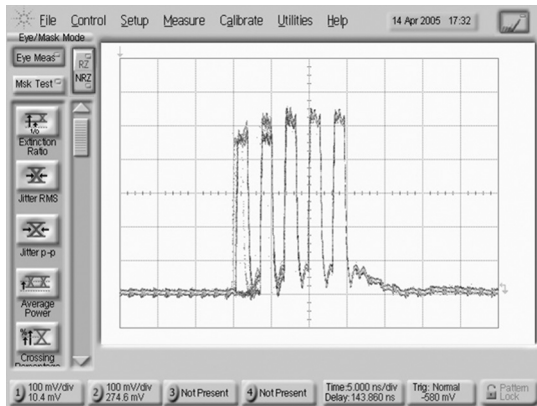 File Control Setup Measure Calibrate Utilities Help 14 Apr 2005 17:32
Eye/Mask Mode
Eye Meas
RZ
NRZ
Msk Test
Extinction
Ratio
Jitter RMS
Jitter p-p
Average
Power
Crossing
Percentage
1) 100 mV/div
10.4 mV
2) 100 mV/div
274.6 mV
3) Not Present
4) Not Present
Time:5.000 ns/div
Delay:143.860 ns
Trig: Normal
-580 mV
Pattern
Lock